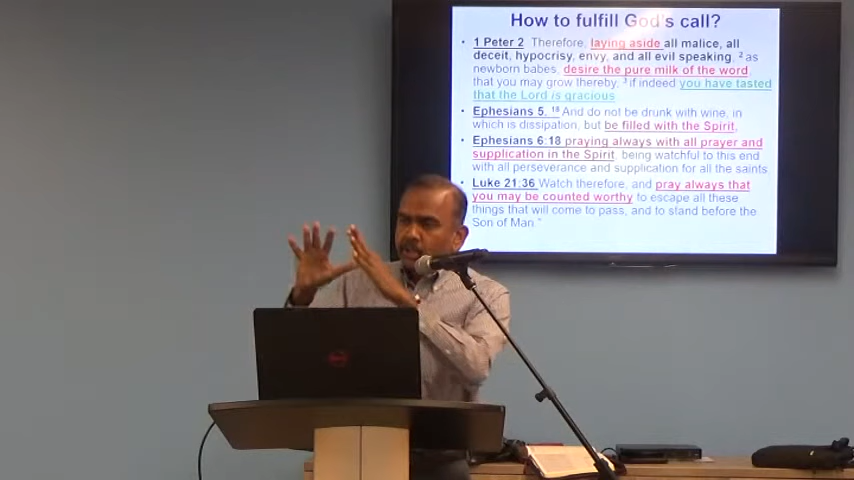 How to fulfill God's call?
• 1 Peter 2 Therefore, laying aside all malice, all
deceit, hypocrisy, envy, and all evil speaking, 2 as
newborn babes, desire the pure milk of the word,
that you may grow thereby, 3 if indeed you have tasted
that the Lord is gracious.
• Ephesians 5, 18 And do not be drunk with wine, in
which is dissipation; but be filled with the Spirit,
• Ephesians 6:18 praying always with all prayer and
supplication in the Spirit, being watchful to this end
with all perseverance and supplication for all the saints
• Luke 21:36 Watch therefore, and pray always that
you may be counted worthy to escape all these
things that will come to pass, and to stand before the
Son of Man."